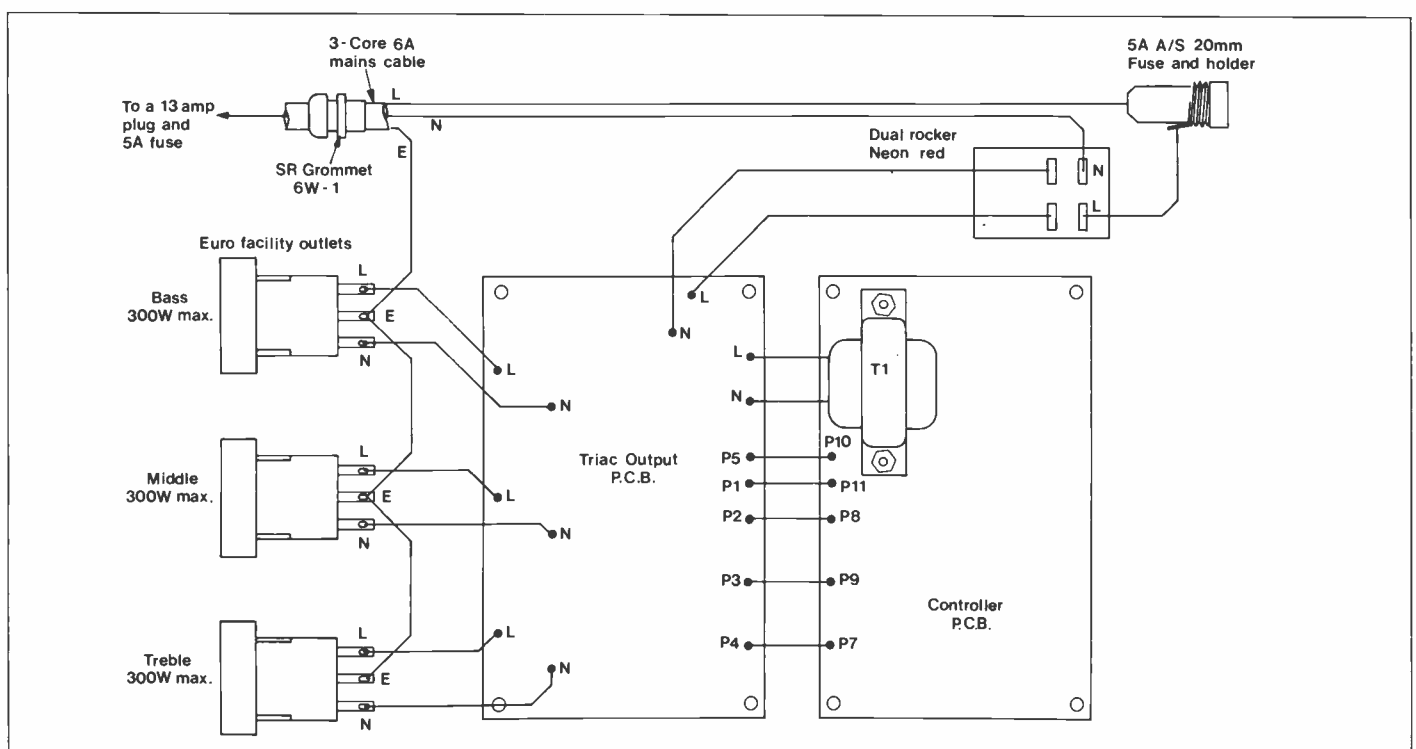 3-Core 6A
mains cable
5A A/S 20mm
Fuse and holder
To a 13 amp
plug and
5A fuse
L
N
E
SR Grommet
6W-1
Dual rocker
Neon red
N
L
Euro facility outlets
Bass
300W max.
L
E
N
L
N
L
N
L
N
T1
Middle
300W max.
L
E
N
L
N
Triac Output
P.C.B.
P5
P10
P1
P11
P2
P8
P3
P9
Controller
P.C.B.
P4
P7
Treble
300W max.
L
E
N
L
N